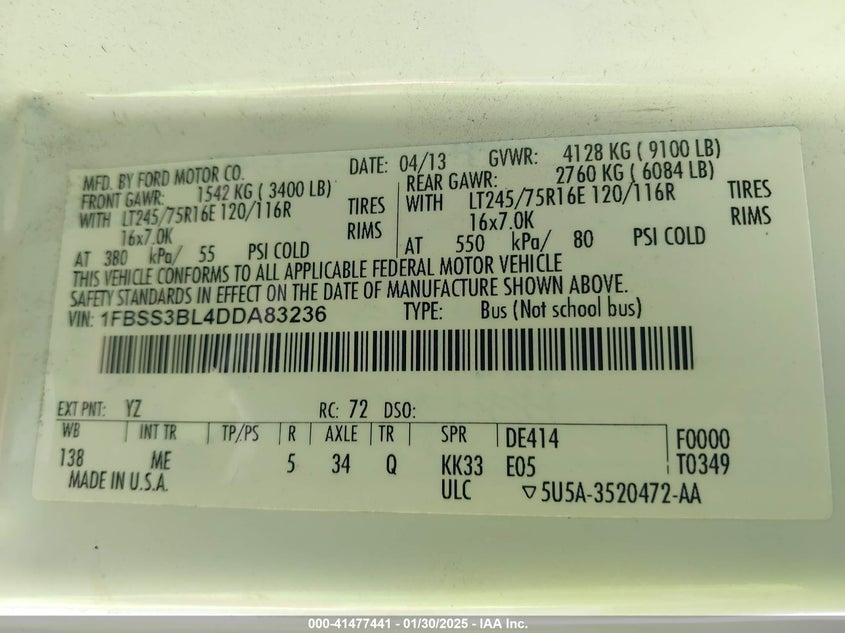 MFD. BY FORD MOTOR CO. DATE: 04/13 GVWR: 4128 KG ( 9100 LB)
FRONT GAWR: 1542 KG ( 3400 LB) REAR GAWR: 2760 KG ( 6084 LB)
WITH LT245/75R16E 120/116R TIRES WITH LT245/75R16E 120/116R TIRES
16x7.0K RIMS 16x7.0K RIMS
AT 380 kPa/ 55 PSI COLD AT 550 kPa/ 80 PSI COLD
THIS VEHICLE CONFORMS TO ALL APPLICABLE FEDERAL MOTOR VEHICLE
SAFETY STANDARDS IN EFFECT ON THE DATE OF MANUFACTURE SHOWN ABOVE.
VIN: 1FBSS3BL4DDA83236 TYPE: Bus (Not school bus)
EXT PNT: YZ RC: 72 DSO:
WB INT TR TP/PS R AXLE TR SPR DE414 F0000
138 ME 5 34 Q KK33 E05 T0349
MADE IN U.S.A. ULC ▽5U5A-3520472-AA
000-41477441 - 01/30/2025 - IAA Inc.